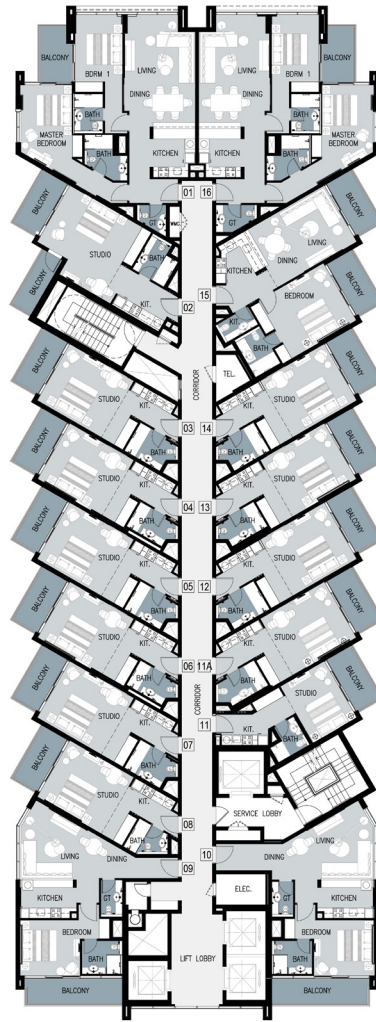 BALCONY
BDRM 1
LIVING
LIVING
BDRM 1
BALCONY
DINING
DINING
MASTER
BEDROOM
BATH
BATH
MASTER
BEDROOM
BATH
KITCHEN
KITCHEN
BATH
01
16
BALCONY
GT
GT
BALCONY
STUDIO
BATH
LIVING
DINING
KITCHEN
BALCONY
15
BEDROOM
BALCONY
KIT.
02
KIT.
BATH
TEL.
CORRIDOR
BALCONY
KIT.
KIT.
BALCONY
STUDIO
STUDIO
03
14
BATH
BATH
BALCONY
KIT.
KIT.
BALCONY
STUDIO
STUDIO
04
13
BATH
BATH
BALCONY
KIT.
KIT.
BALCONY
STUDIO
STUDIO
05
12
BATH
BATH
BALCONY
KIT.
KIT.
BALCONY
STUDIO
STUDIO
06
11A
BATH
BATH
BALCONY
KIT.
CORRIDOR
STUDIO
BALCONY
STUDIO
11
KIT.
BATH
07
BATH
BALCONY
STUDIO
KIT.
SERVICE LOBBY
08
BATH
LIVING
DINING
09
10
DINING
LIVING
KITCHEN
GT
ELEC.
GT
KITCHEN
BEDROOM
BATH
LIFT LOBBY
BATH
BEDROOM
BALCONY
BALCONY